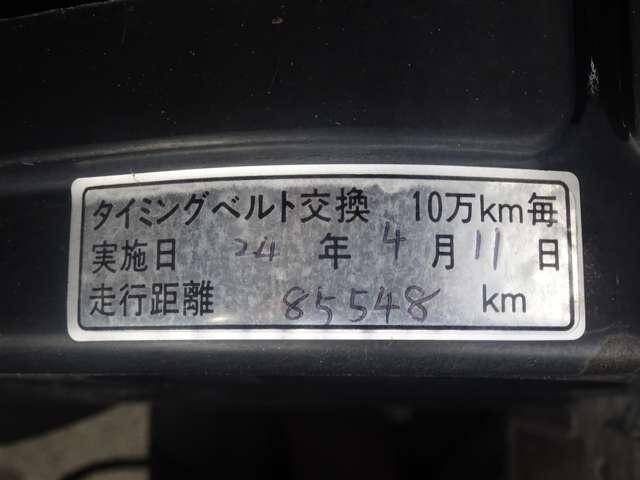 タイミングベルト交換 10万km毎
実施日 24 年 4 月 11 日
走行距離 85548 km